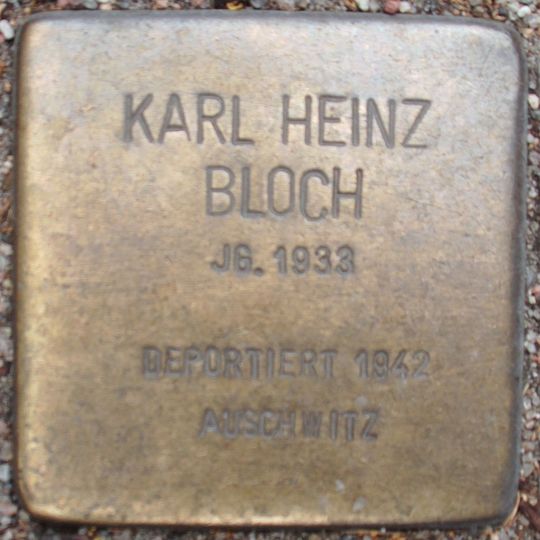 KARL HEINZ
BLOCH
JG. 1933
DEPORTIERT 1942
AUSCHWITZ